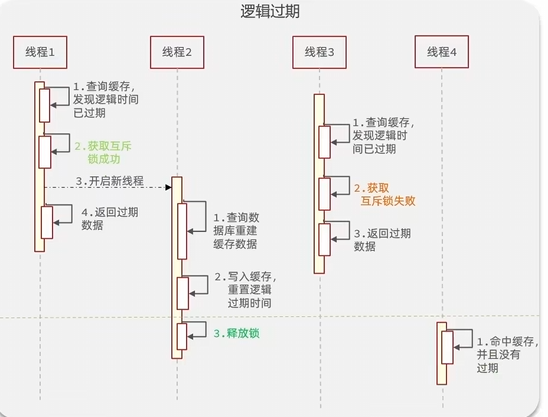 逻辑过期
线程1
线程2
线程3
线程4
1.查询缓存，
发现逻辑时间
已过期
2.获取互斥
锁成功
3.开启新线程
4.返回过期
数据
1.查询数
据库重建
缓存数据
2.写入缓存，
重置逻辑
过期时间
3.释放锁
1.查询缓存，
发现逻辑时
间已过期
2.获取
互斥锁失败
3.返回过期
数据
1.命中缓存，
并且没有
过期